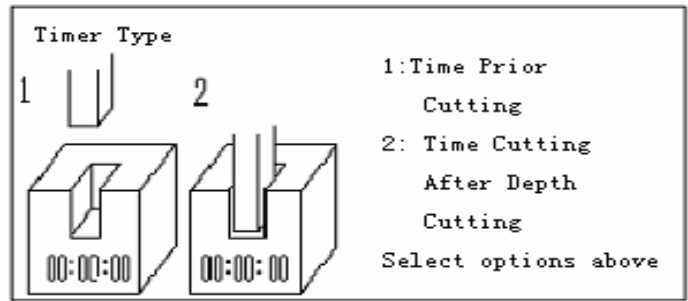 Timer Type
1
2
00:00:00
00:00:00
1:Time Prior
Cutting
2: Time Cutting
After Depth
Cutting
Select options above